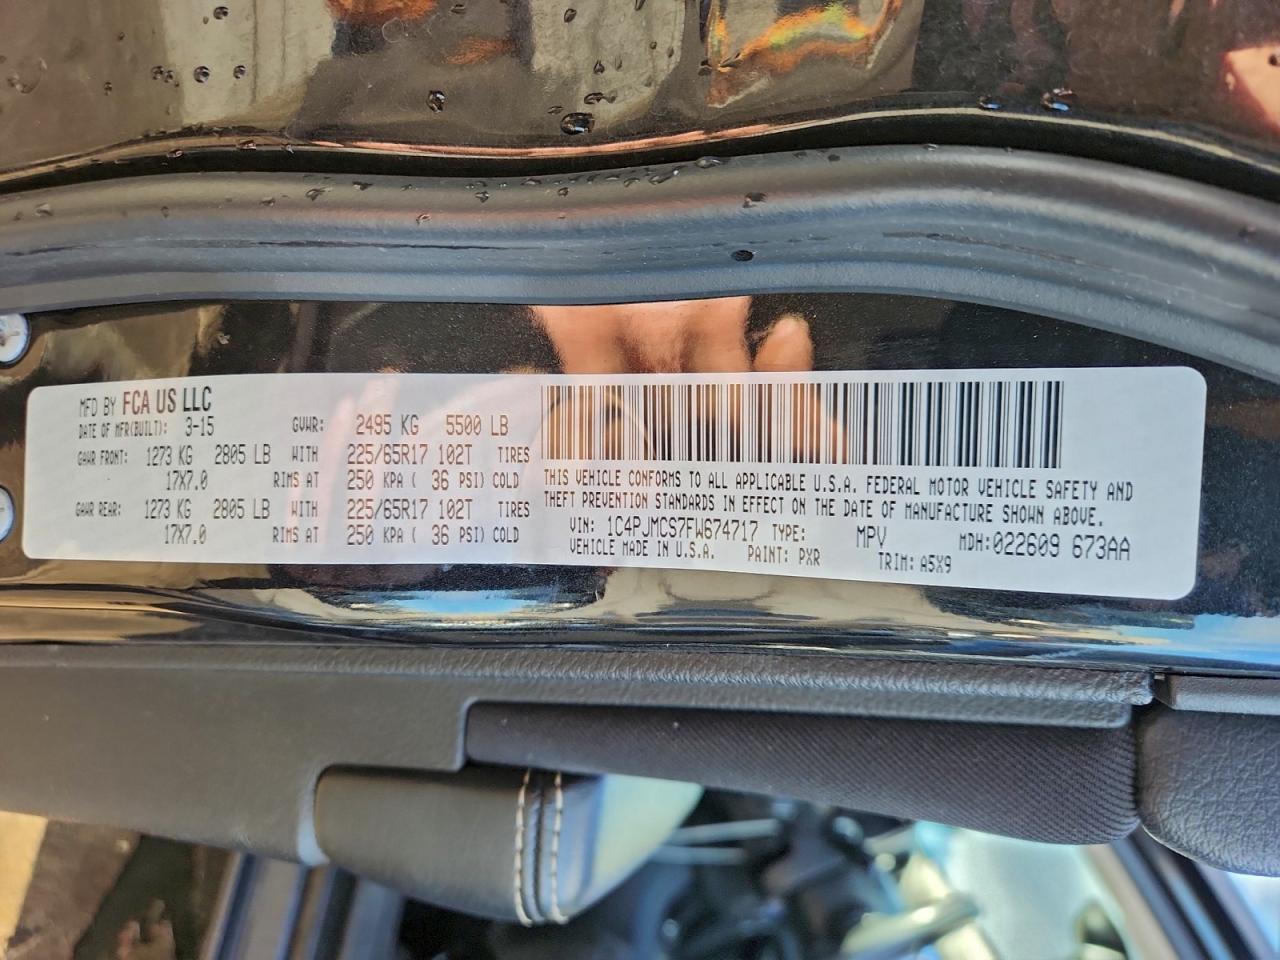 MFD BY FCA US LLC
DATE OF MFR(BUILT): 3-15 GVWR: 2495 KG 5500 LB
GAWR FRONT: 1273 KG 2805 LB WITH 225/65R17 102T TIRES
17X7.0 RIMS AT 250 KPA ( 36 PSI) COLD
GAWR REAR: 1273 KG 2805 LB WITH 225/65R17 102T TIRES
17X7.0 RIMS AT 250 KPA ( 36 PSI) COLD
THIS VEHICLE CONFORMS TO ALL APPLICABLE U.S.A. FEDERAL MOTOR VEHICLE SAFETY AND
THEFT PREVENTION STANDARDS IN EFFECT ON THE DATE OF MANUFACTURE SHOWN ABOVE.
VIN: 1C4PJMCS7FW674717 TYPE: MPV MDH:022609 673AA
VEHICLE MADE IN U.S.A. PAINT: PXR TRIM: A5X9